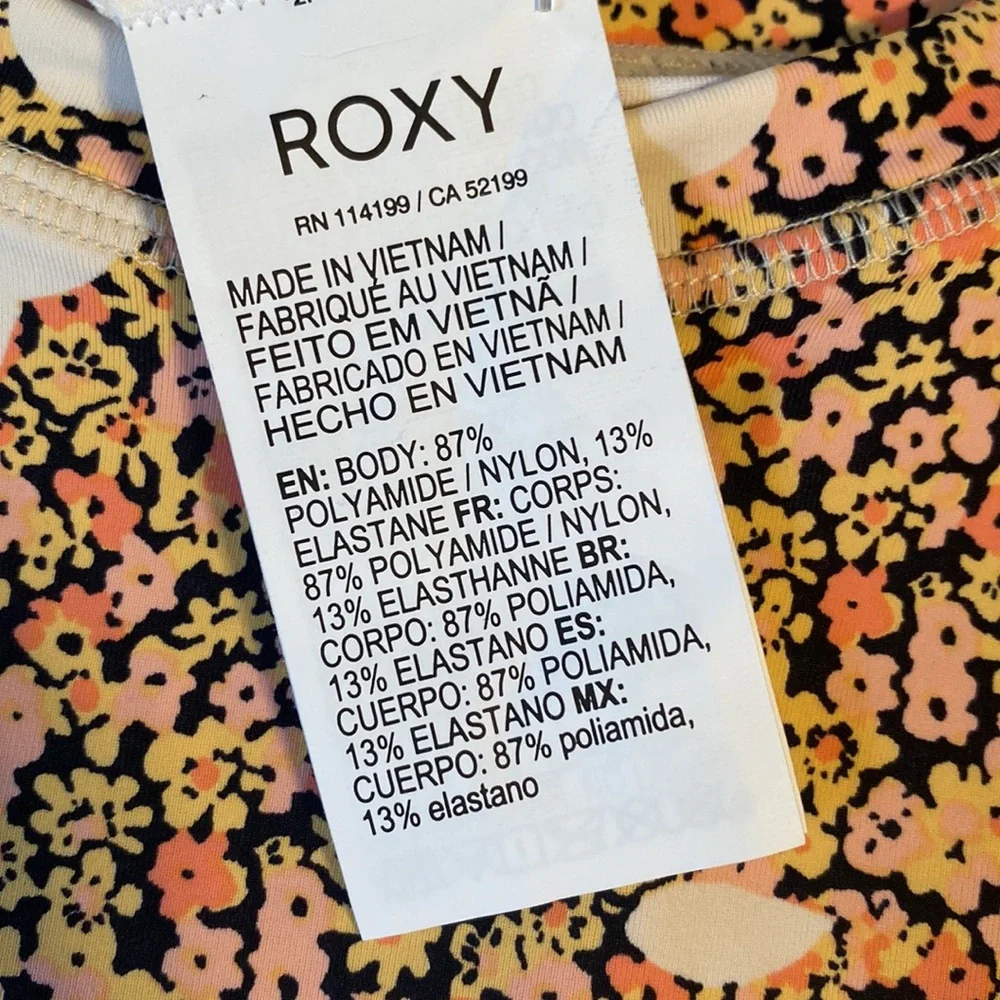 ROXY
RN 114199 / CA 52199
MADE IN VIETNAM /
FABRIQUÉ AU VIETNAM /
FEITO EM VIETNÃ /
FABRICADO EN VIETNAM /
HECHO EN VIETNAM
EN: BODY: 87%
POLYAMIDE / NYLON, 13%
ELASTANE FR: CORPS:
87% POLYAMIDE / NYLON,
13% ELASTHANNE BR:
CORPO: 87% POLIAMIDA,
13% ELASTANO ES:
CUERPO: 87% POLIAMIDA,
13% ELASTANO MX:
CUERPO: 87% poliamida,
13% elastano